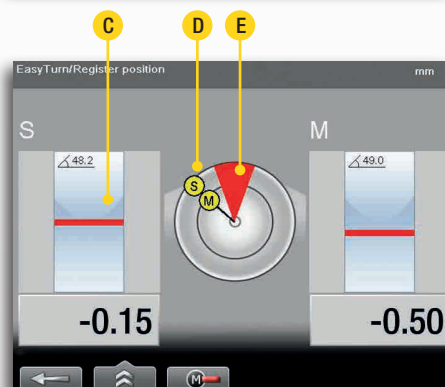 C D E
EasyTurn/Register position mm
S M
48.2 49.0
S
M
-0.15 -0.50
M